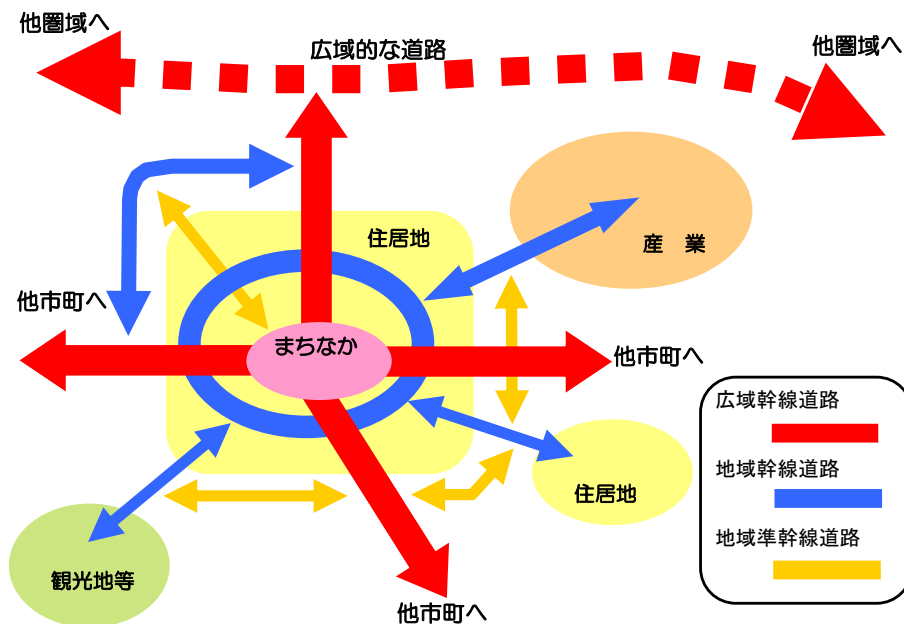 他圏域へ
広域的な道路
他圏域へ
住居地
産　業
他市町へ
まちなか
他市町へ
住居地
観光地等
他市町へ
広域幹線道路
地域幹線道路
地域準幹線道路